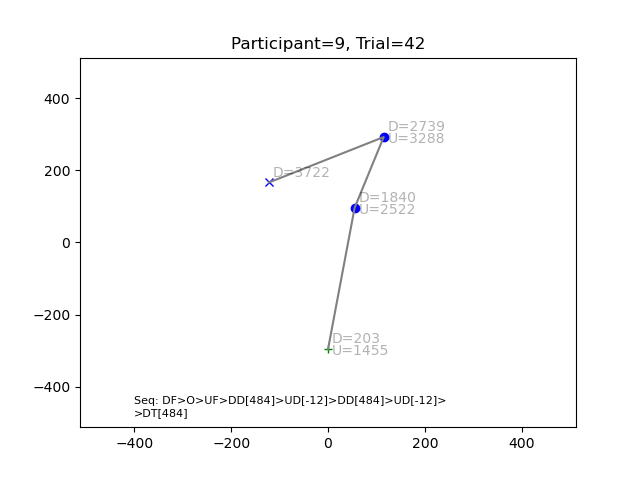 Participant=9, Trial=42
400
200
0
−200
−400
D=2739
U=3288
D=3722
D=1840
U=2522
D=203
U=1455
Seq: DF>O>UF>DD[484]>UD[-12]>DD[484]>UD[-12]>
>DT[484]
−400
−200
0
200
400